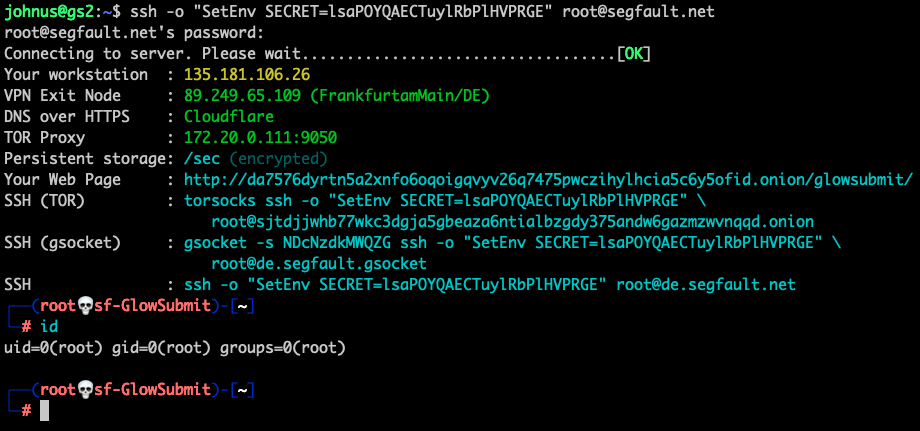 johnus@gs2:~$ ssh -o "SetEnv SECRET=lsaPOYQAECTuylRbPlHVPRGE" root@segfault.net
root@segfault.net's password:
Connecting to server. Please wait..................................[OK]
Your workstation  : 135.181.106.26
VPN Exit Node     : 89.249.65.109 (FrankfurtamMain/DE)
DNS over HTTPS    : Cloudflare
TOR Proxy         : 172.20.0.111:9050
Persistent storage: /sec (encrypted)
Your Web Page     : http://da7576dyrtn5a2xnfo6oqoigqvyv26q7475pwczihylhcia5c6y5ofid.onion/glowsubmit/
SSH (TOR)         : torsocks ssh -o "SetEnv SECRET=lsaPOYQAECTuylRbPlHVPRGE" \
root@sjtdjjwhb77wkc3dgja5gbeaza6ntialbzgdy375andw6gazmzwvnqqd.onion
SSH (gsocket)     : gsocket -s NDcNzdkMWQZG ssh -o "SetEnv SECRET=lsaPOYQAECTuylRbPlHVPRGE" \
root@de.segfault.gsocket
SSH               : ssh -o "SetEnv SECRET=lsaPOYQAECTuylRbPlHVPRGE" root@de.segfault.net
┌──(root💀sf-GlowSubmit)-[~]
└─# id
uid=0(root) gid=0(root) groups=0(root)
┌──(root💀sf-GlowSubmit)-[~]
└─#